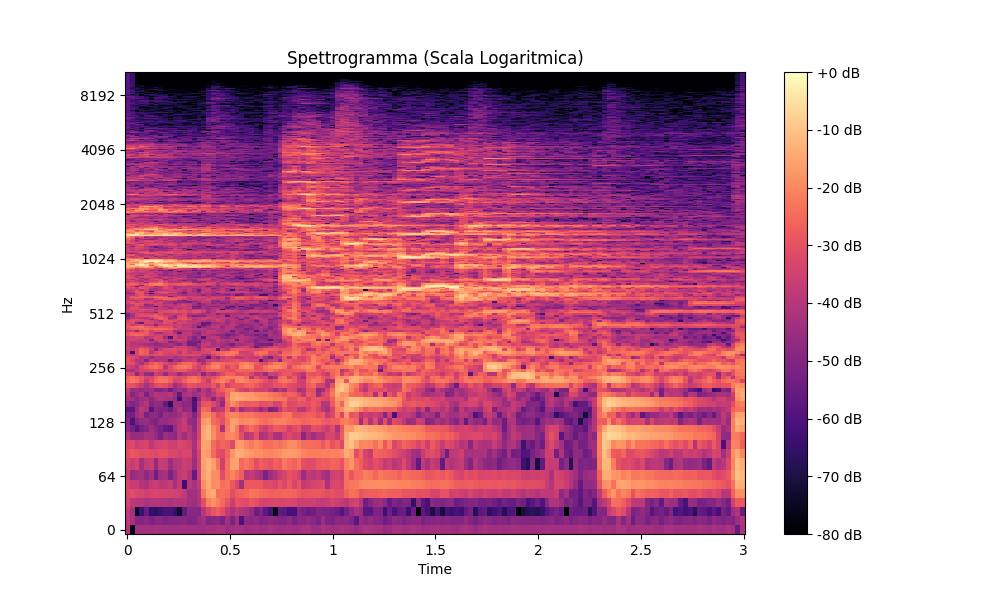 Spettrogramma (Scala Logaritmica)
Hz
8192
4096
2048
1024
512
256
128
64
0
0
0.5
1
1.5
2
2.5
3
Time
+0 dB
-10 dB
-20 dB
-30 dB
-40 dB
-50 dB
-60 dB
-70 dB
-80 dB